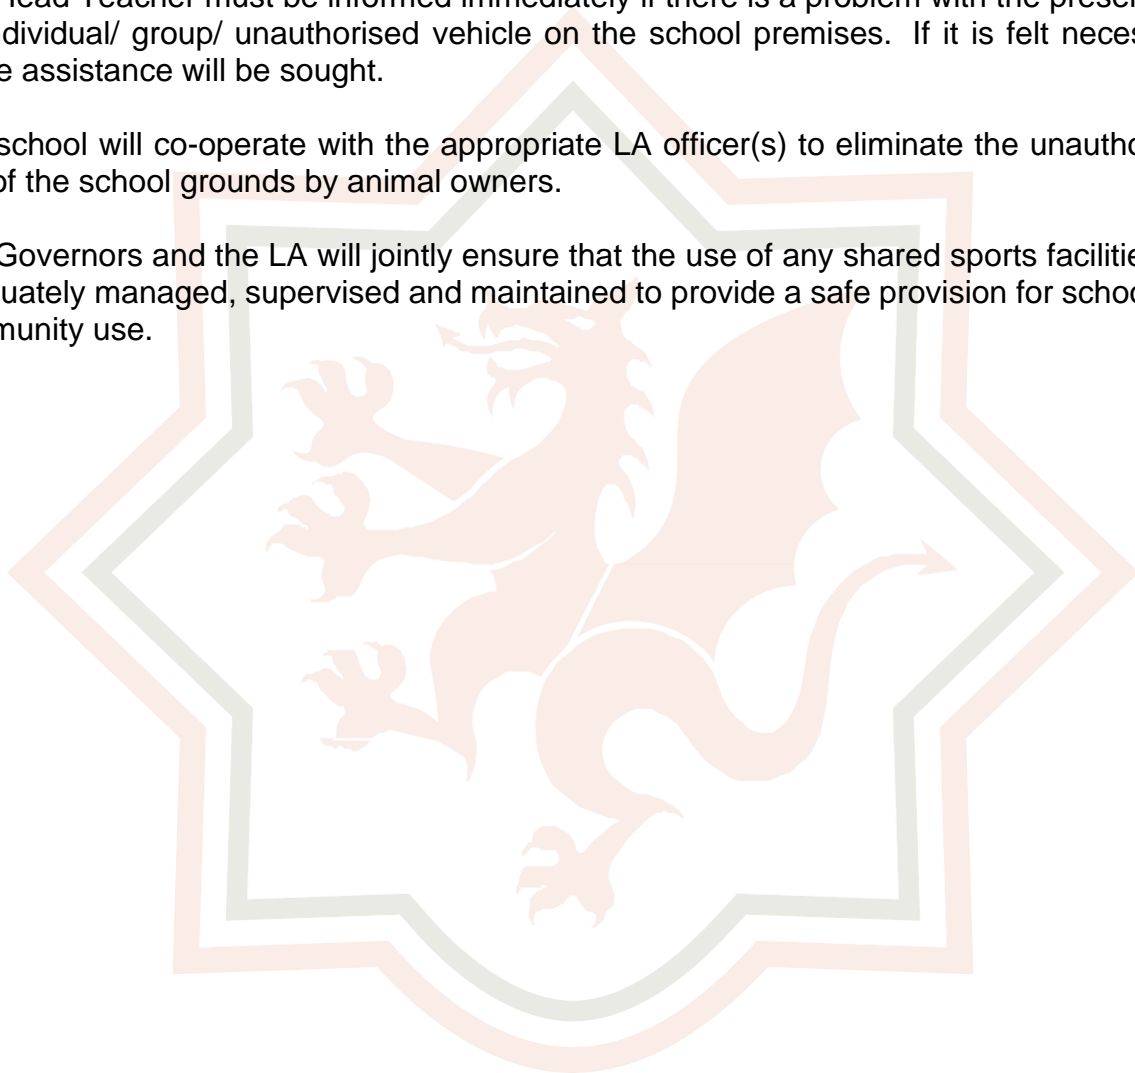 ead Teacher must be informed immediately if there is a problem with the presen
dividual/ group/ unauthorised vehicle on the school premises. If it is felt neces
e assistance will be sought.
school will co-operate with the appropriate LA officer(s) to eliminate the unautho
of the school grounds by animal owners.
Governors and the LA will jointly ensure that the use of any shared sports facilitie
uately managed, supervised and maintained to provide a safe provision for schoo
munity use.